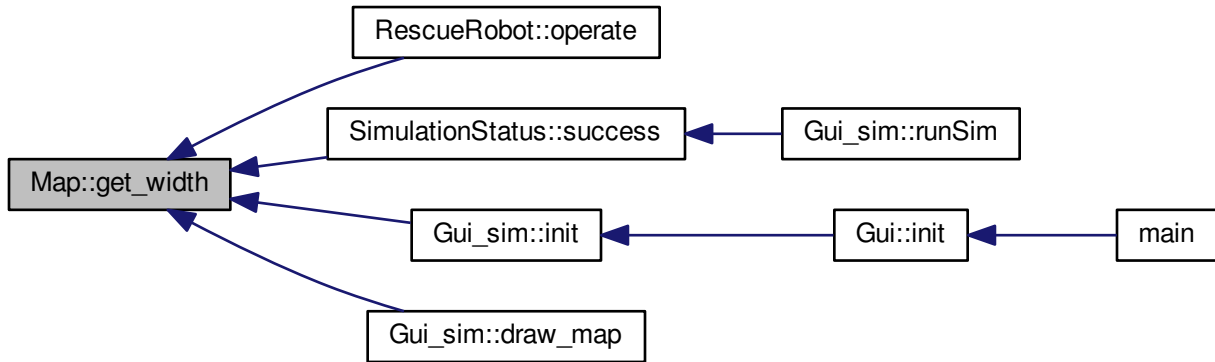 RescueRobot::operate
SimulationStatus::success
Gui_sim::runSim
Map::get_width
Gui_sim::init
Gui::init
main
Gui_sim::draw_map